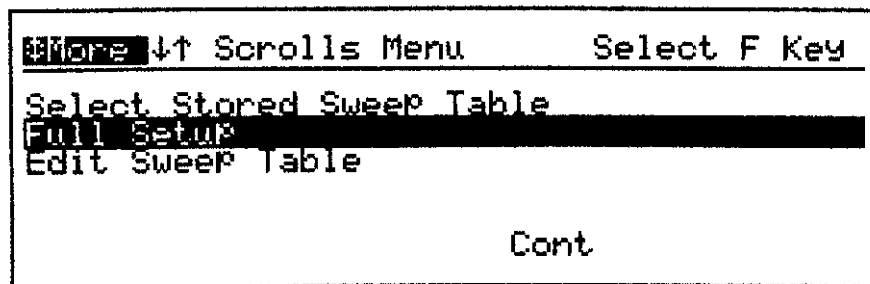 ↕More ↓↑ Scrolls Menu Select F Key
Select Stored Sweep Table
Full Setup
Edit Sweep Table
Cont